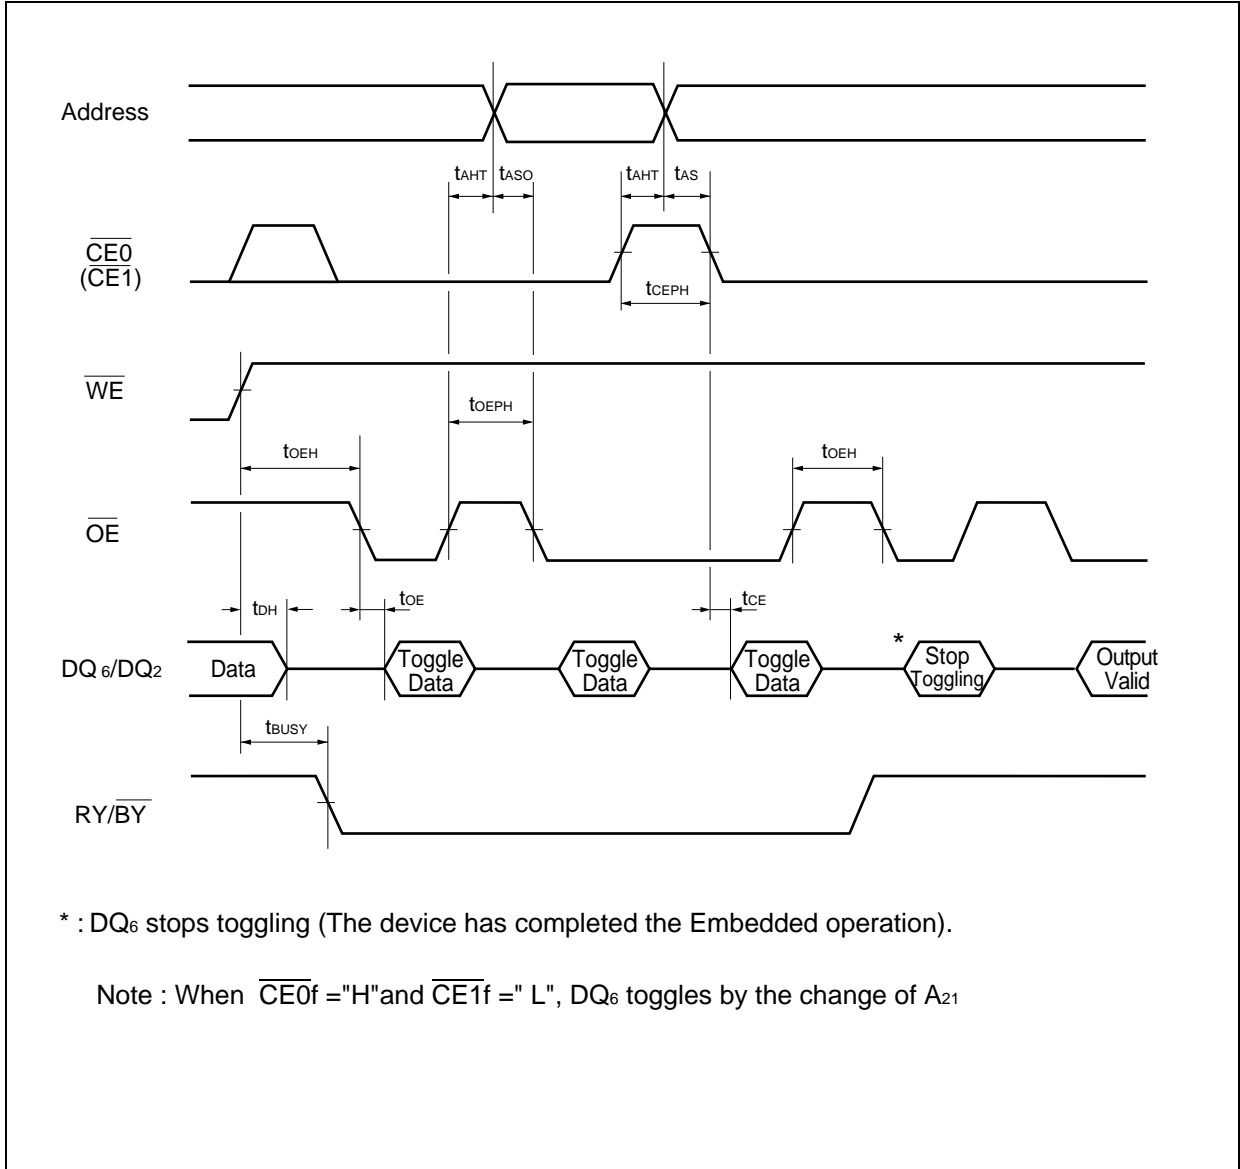 Address
tAHT tASO tAHT tAS
CE0
(CE1)
tCEPH
WE
tOEPH
tOEH tOEH
OE
tDH tOE tCE
*
DQ6/DQ2 Data Toggle Data Toggle Data Toggle Data Stop Toggling Output Valid
tBUSY
RY/BY
* : DQ6 stops toggling (The device has completed the Embedded operation).
Note : When CE0f ="H"and CE1f =" L", DQ6 toggles by the change of A21